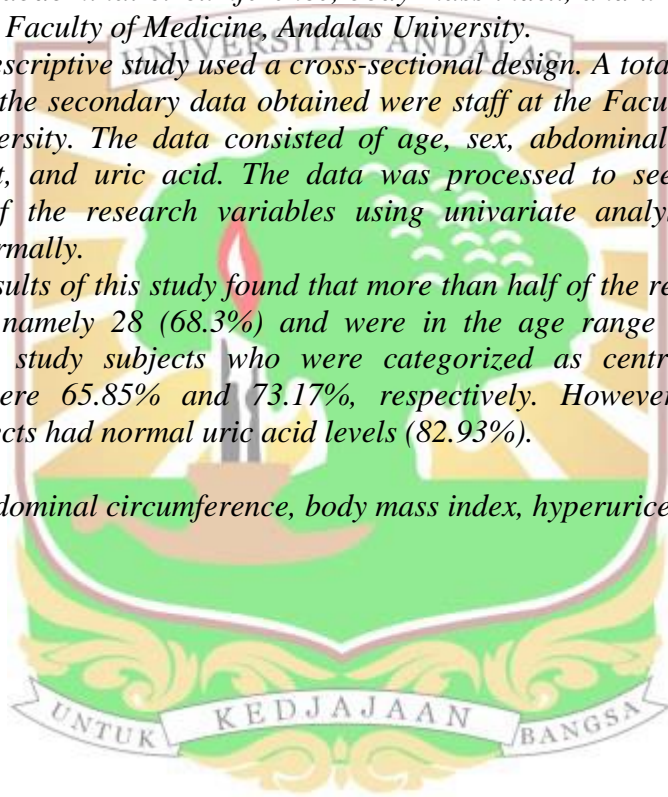 Faculty of Medicine, Andalas University.
UNIVERSITAS ANDALAS
escriptive study used a cross-sectional design. A tota
the secondary data obtained were staff at the Facu
ersity. The data consisted of age, sex, abdominal
t, and uric acid. The data was processed to see
f the research variables using univariate analy
rmally.
sults of this study found that more than half of the re
namely 28 (68.3%) and were in the age range
study subjects who were categorized as centr
ere 65.85% and 73.17%, respectively. However
ects had normal uric acid levels (82.93%).
dominal circumference, body mass index, hyperurice
UNTUK KEDJAJAAN BANGSA